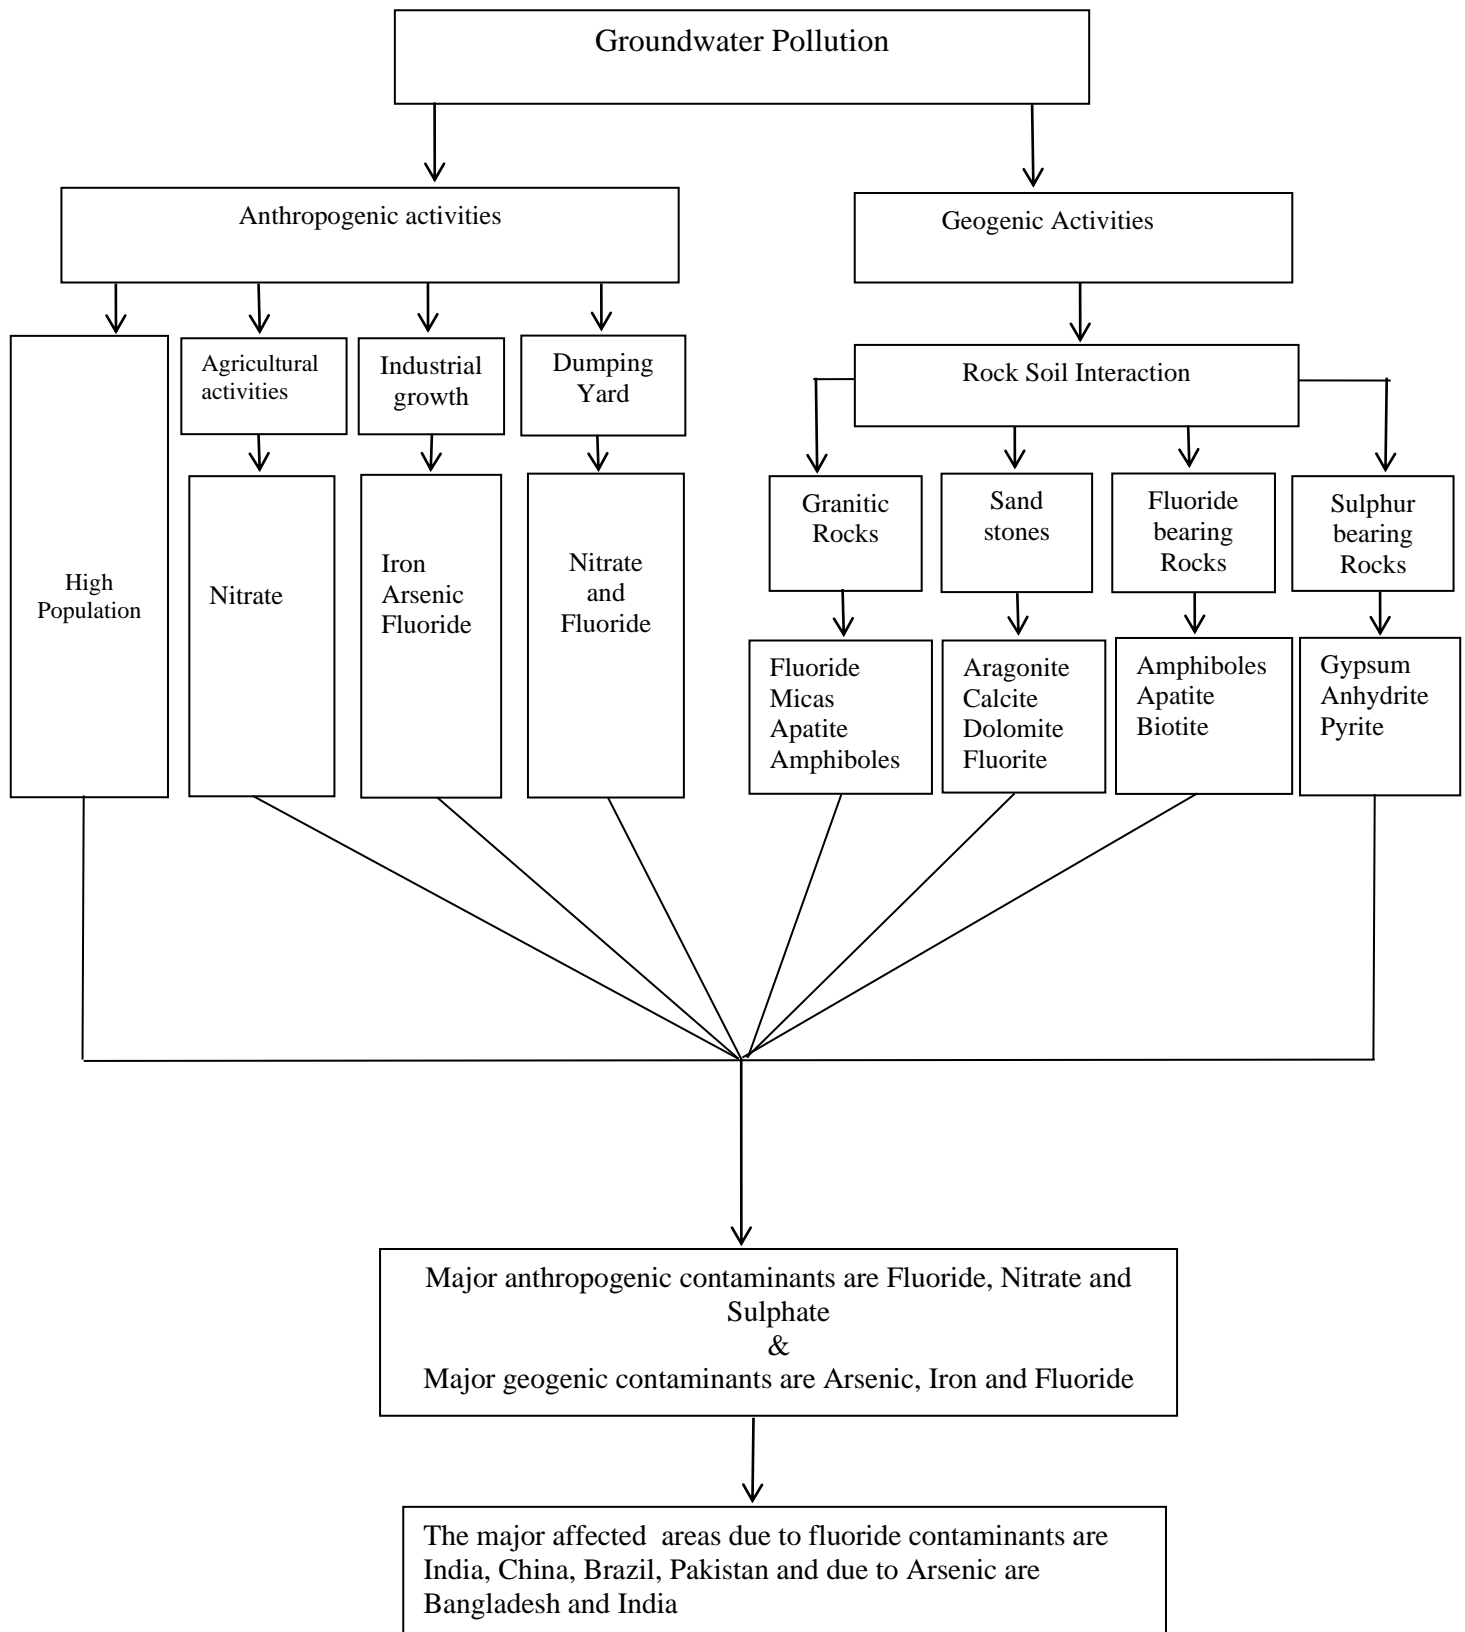 Groundwater Pollution
Anthropogenic activities
Geogenic Activities
High
Population
Agricultural
activities
Industrial
growth
Dumping
Yard
Rock Soil Interaction
Nitrate
Iron
Arsenic
Fluoride
Nitrate
and
Fluoride
Granitic
Rocks
Sand
stones
Fluoride
bearing
Rocks
Sulphur
bearing
Rocks
Fluoride
Micas
Apatite
Amphiboles
Aragonite
Calcite
Dolomite
Fluorite
Amphiboles
Apatite
Biotite
Gypsum
Anhydrite
Pyrite
Major anthropogenic contaminants are Fluoride, Nitrate and
Sulphate
&
Major geogenic contaminants are Arsenic, Iron and Fluoride
The major affected areas due to fluoride contaminants are
India, China, Brazil, Pakistan and due to Arsenic are
Bangladesh and India